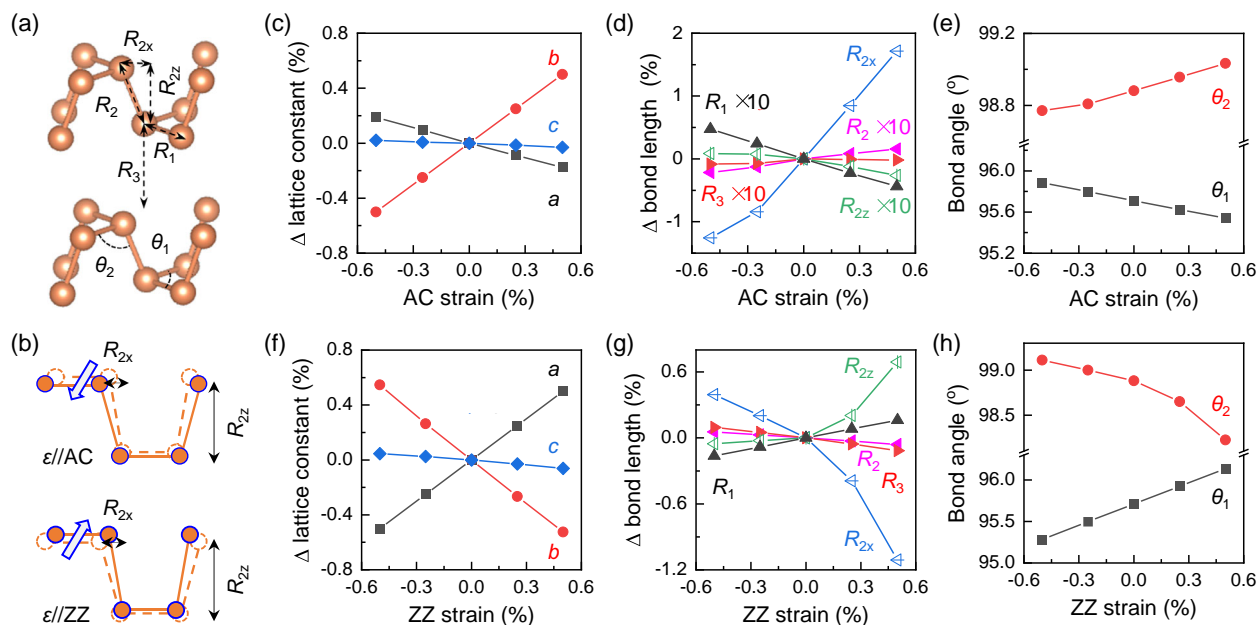 (a)
R2x
R2z
R2
R1
R3
θ1
θ2
(b)
R2x
R2z
ε//AC
R2x
R2z
ε//ZZ
(c)
Δ lattice constant (%)
0.8
0.4
0.0
-0.4
-0.8
b
c
a
-0.6 -0.3 0.0 0.3 0.6
AC strain (%)
(d)
Δ bond length (%)
2
1
0
-1
R2x
R1 ×10
R2 ×10
R3 ×10
R2z ×10
-0.6 -0.3 0.0 0.3 0.6
AC strain (%)
(e)
Bond angle (º)
99.2
98.8
96.0
95.6
95.2
θ2
θ1
-0.6 -0.3 0.0 0.3 0.6
AC strain (%)
(f)
Δ lattice constant (%)
0.8
0.4
0.0
-0.4
-0.8
a
c
b
-0.6 -0.3 0.0 0.3 0.6
ZZ strain (%)
(g)
Δ bond length (%)
0.6
0.0
-0.6
-1.2
R2z
R1
R2
R3
R2x
-0.6 -0.3 0.0 0.3 0.6
ZZ strain (%)
(h)
Bond angle (º)
99.0
98.5
96.0
95.5
95.0
θ2
θ1
-0.6 -0.3 0.0 0.3 0.6
ZZ strain (%)